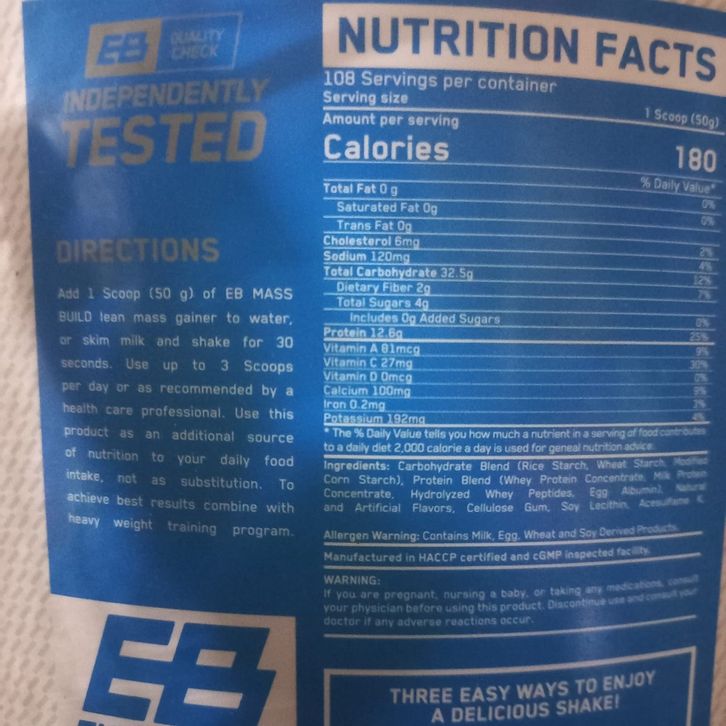 EB QUALITY CHECK
INDEPENDENTLY
TESTED
DIRECTIONS
Add 1 Scoop (50 g) of EB MASS
BUILD lean mass gainer to water,
or skim milk and shake for 30
seconds. Use up to 3 Scoops
per day or as recommended by a
health care professional. Use this
product as an additional source
of nutrition to your daily food
intake, not as substitution. To
achieve best results combine with
heavy weight training program.
EB
NUTRITION FACTS
108 Servings per container
Serving size 1 Scoop (50g)
Amount per serving
Calories 180
% Daily Value*
Total Fat 0 g 0%
Saturated Fat 0g 0%
Trans Fat 0g
Cholesterol 6mg 2%
Sodium 120mg 4%
Total Carbohydrate 32.5g 12%
Dietary Fiber 2g 7%
Total Sugars 4g
Includes 0g Added Sugars 0%
Protein 12.6g 25%
Vitamin A 81mcg 9%
Vitamin C 27mg 30%
Vitamin D 0mcg 0%
Calcium 100mg
Iron 0.2mg
Potassium 192mg 4%
* The % Daily Value tells you how much a nutrient in a serving of food contributes
to a daily diet 2,000 calorie a day is used for geneal nutrition advice.
Ingredients: Carbohydrate Blend (Rice Starch, Wheat Starch, Modified
Corn Starch), Protein Blend (Whey Protein Concentrate, Milk Protein
Concentrate, Hydrolyzed Whey Peptides, Egg Albumin), Natural
and Artificial Flavors, Cellulose Gum, Soy Lecithin, Acesulfame K.
Allergen Warning: Contains Milk, Egg, Wheat and Soy Derived Products.
Manufactured in HACCP certified and cGMP inspected facility.
WARNING:
If you are pregnant, nursing a baby, or taking any medications, consult
your physician before using this product. Discontinue use and consult your
doctor if any adverse reactions occur.
THREE EASY WAYS TO ENJOY
A DELICIOUS SHAKE!